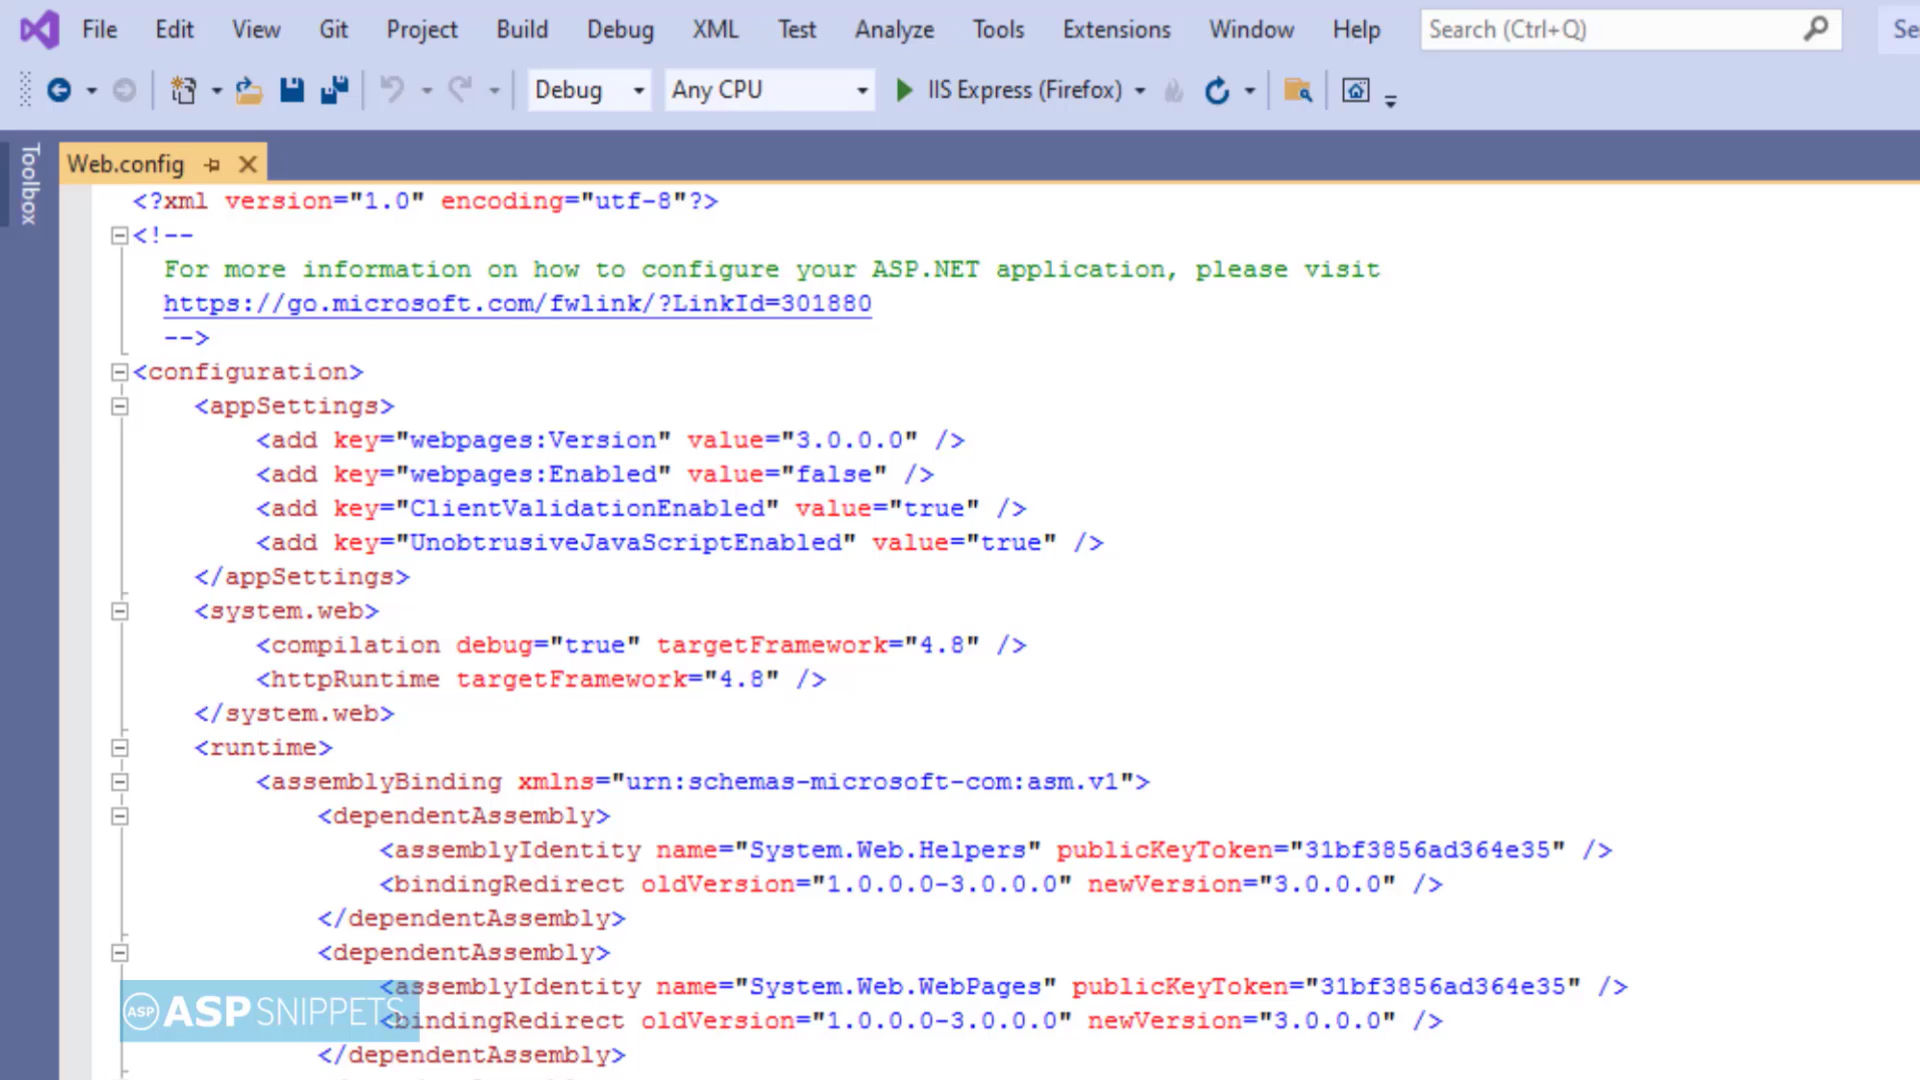 File Edit View Git Project Build Debug XML Test Analyze Tools Extensions Window Help Search (Ctrl+Q) Se
Debug Any CPU IIS Express (Firefox)
Toolbox
Web.config
<?xml version="1.0" encoding="utf-8"?>
<!--
For more information on how to configure your ASP.NET application, please visit
https://go.microsoft.com/fwlink/?LinkId=301880
-->
<configuration>
<appSettings>
<add key="webpages:Version" value="3.0.0.0" />
<add key="webpages:Enabled" value="false" />
<add key="ClientValidationEnabled" value="true" />
<add key="UnobtrusiveJavaScriptEnabled" value="true" />
</appSettings>
<system.web>
<compilation debug="true" targetFramework="4.8" />
<httpRuntime targetFramework="4.8" />
</system.web>
<runtime>
<assemblyBinding xmlns="urn:schemas-microsoft-com:asm.v1">
<dependentAssembly>
<assemblyIdentity name="System.Web.Helpers" publicKeyToken="31bf3856ad364e35" />
<bindingRedirect oldVersion="1.0.0.0-3.0.0.0" newVersion="3.0.0.0" />
</dependentAssembly>
<dependentAssembly>
<assemblyIdentity name="System.Web.WebPages" publicKeyToken="31bf3856ad364e35" />
ASP ASPSNIPPETS
<bindingRedirect oldVersion="1.0.0.0-3.0.0.0" newVersion="3.0.0.0" />
</dependentAssembly>